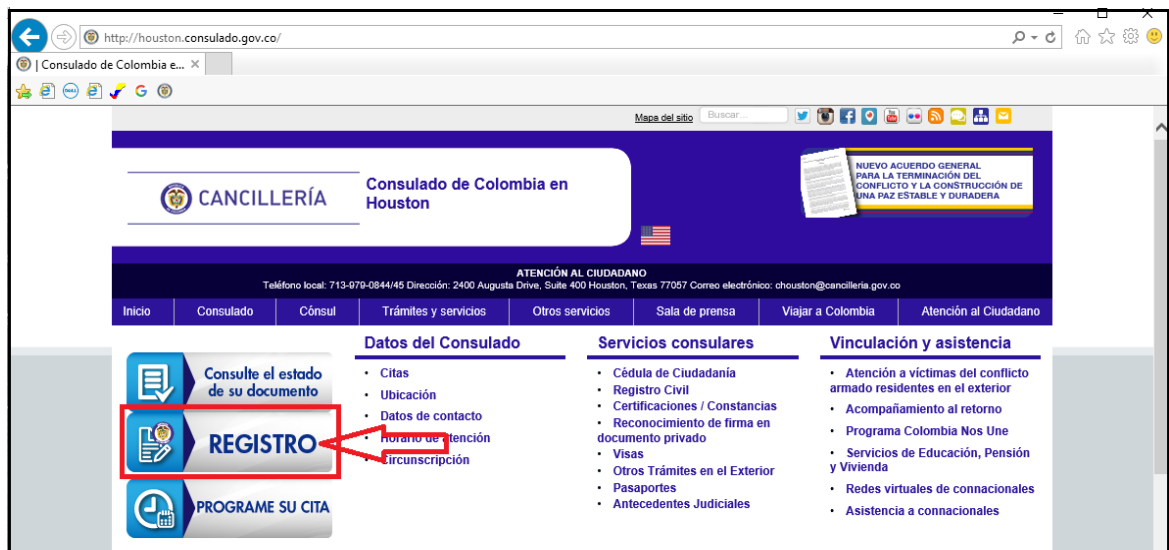 http://houston.consulado.gov.co/
| Consulado de Colombia e...
Mapa del sitio
Buscar...
CANCILLERÍA
Consulado de Colombia en
Houston
NUEVO ACUERDO GENERAL
PARA LA TERMINACIÓN DEL
CONFLICTO Y LA CONSTRUCCIÓN DE
UNA PAZ ESTABLE Y DURADERA
ATENCIÓN AL CIUDADANO
Teléfono local: 713-979-0844/45 Dirección: 2400 Augusta Drive, Suite 400 Houston, Texas 77057 Correo electrónico: chouston@cancilleria.gov.co
Inicio Consulado Cónsul Trámites y servicios Otros servicios Sala de prensa Viajar a Colombia Atención al Ciudadano
Consulte el estado
de su documento
REGISTRO
PROGRAME SU CITA
Datos del Consulado
• Citas
• Ubicación
• Datos de contacto
• Horario de atención
• Circunscripción
Servicios consulares
• Cédula de Ciudadanía
• Registro Civil
• Certificaciones / Constancias
• Reconocimiento de firma en
documento privado
• Visas
• Otros Trámites en el Exterior
• Pasaportes
• Antecedentes Judiciales
Vinculación y asistencia
• Atención a víctimas del conflicto
armado residentes en el exterior
• Acompañamiento al retorno
• Programa Colombia Nos Une
• Servicios de Educación, Pensión
y Vivienda
• Redes virtuales de connacionales
• Asistencia a connacionales